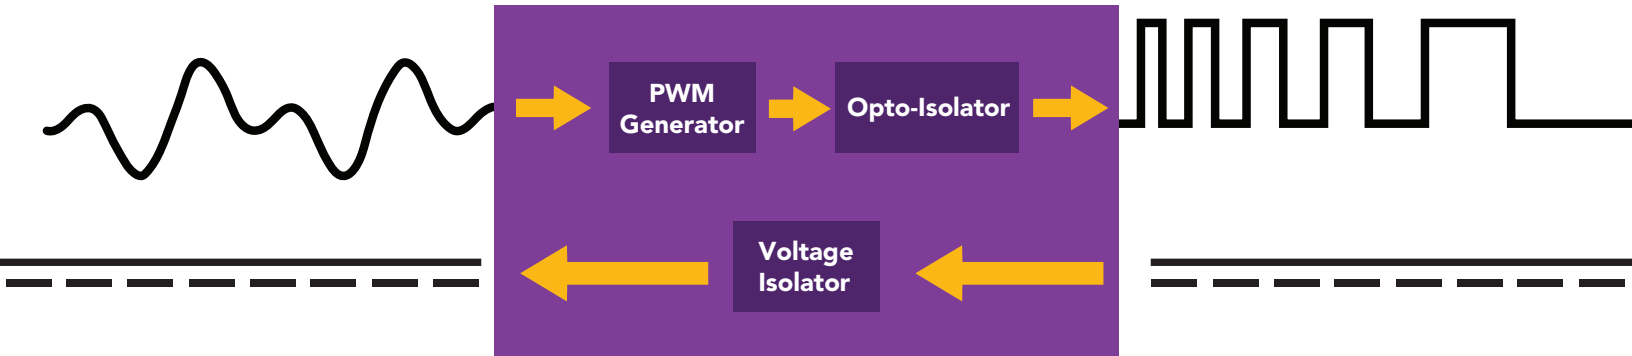 PWM
Generator
Opto-Isolator
Voltage
Isolator